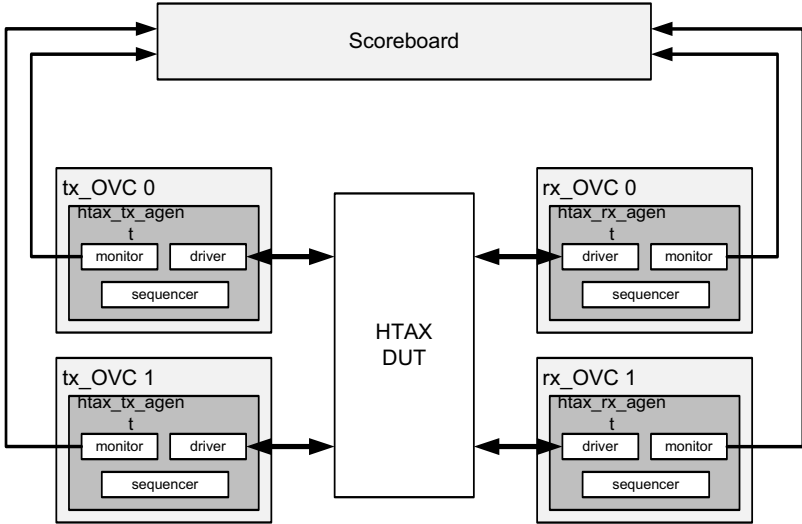 Scoreboard
tx_OVC 0
htax_tx_agen
t
monitor
driver
sequencer
rx_OVC 0
htax_rx_agen
t
driver
monitor
sequencer
HTAX
DUT
tx_OVC 1
htax_tx_agen
t
monitor
driver
sequencer
rx_OVC 1
htax_rx_agen
t
driver
monitor
sequencer